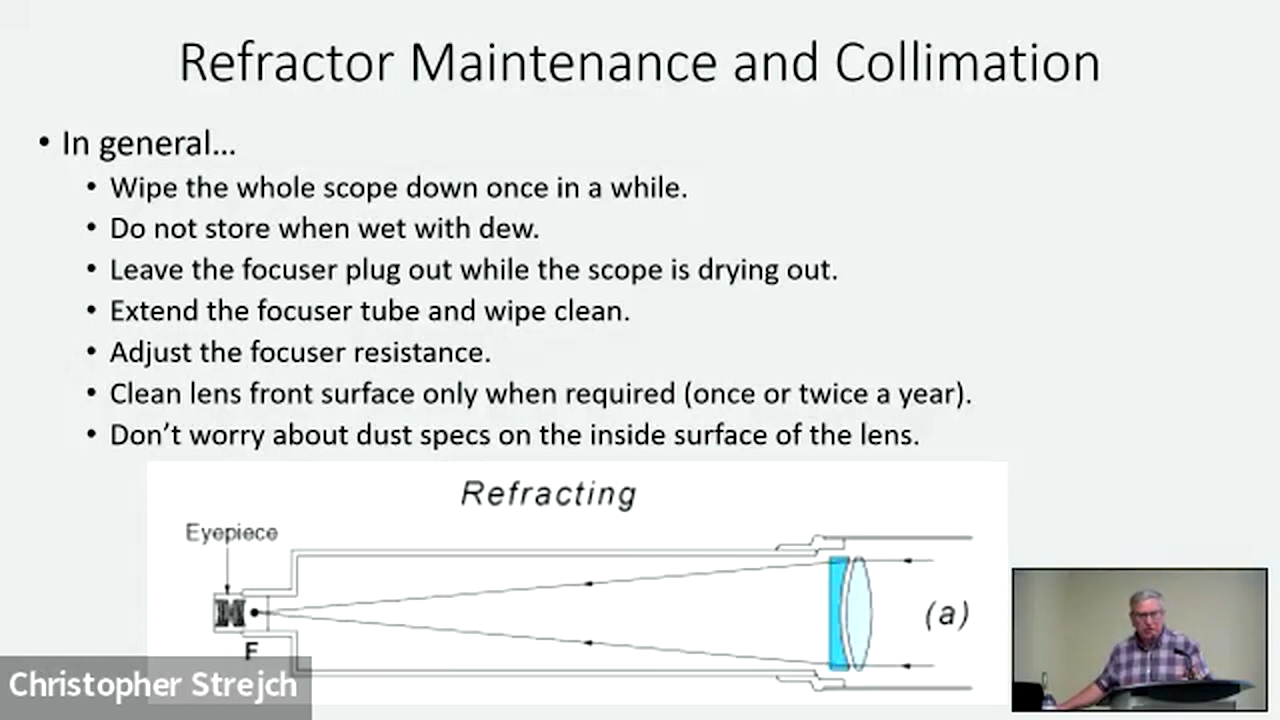 Refractor Maintenance and Collimation
• In general...
• Wipe the whole scope down once in a while.
• Do not store when wet with dew.
• Leave the focuser plug out while the scope is drying out.
• Extend the focuser tube and wipe clean.
• Adjust the focuser resistance.
• Clean lens front surface only when required (once or twice a year).
• Don’t worry about dust specs on the inside surface of the lens.
Refracting
Eyepiece
(a)
F
Christopher Strejch